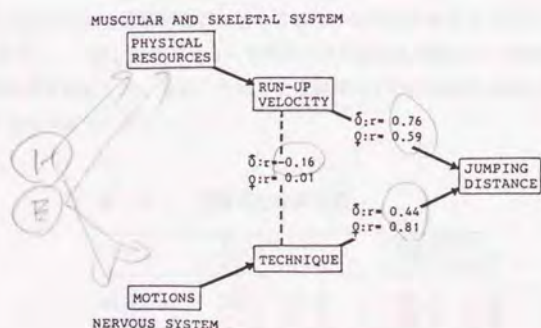 MUSCULAR AND SKELETAL SYSTEM
PHYSICAL
RESOURCES
RUN-UP
VELOCITY
♂:r= 0.76
♀:r= 0.59
H
♂:r=-0.16
♀:r= 0.01
JUMPING
DISTANCE
E
♂:r= 0.44
♀:r= 0.81
TECHNIQUE
MOTIONS
NERVOUS SYSTEM